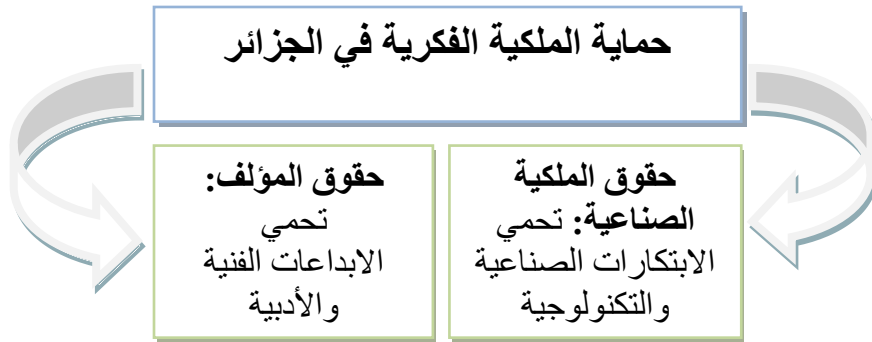 حماية الملكية الفكرية في الجزائر
حقوق الملكية
الصناعية: تحمي
الابتكارات الصناعية
والتكنولوجية
حقوق المؤلف:
تحمي
الابداعات الفنية
والأدبية